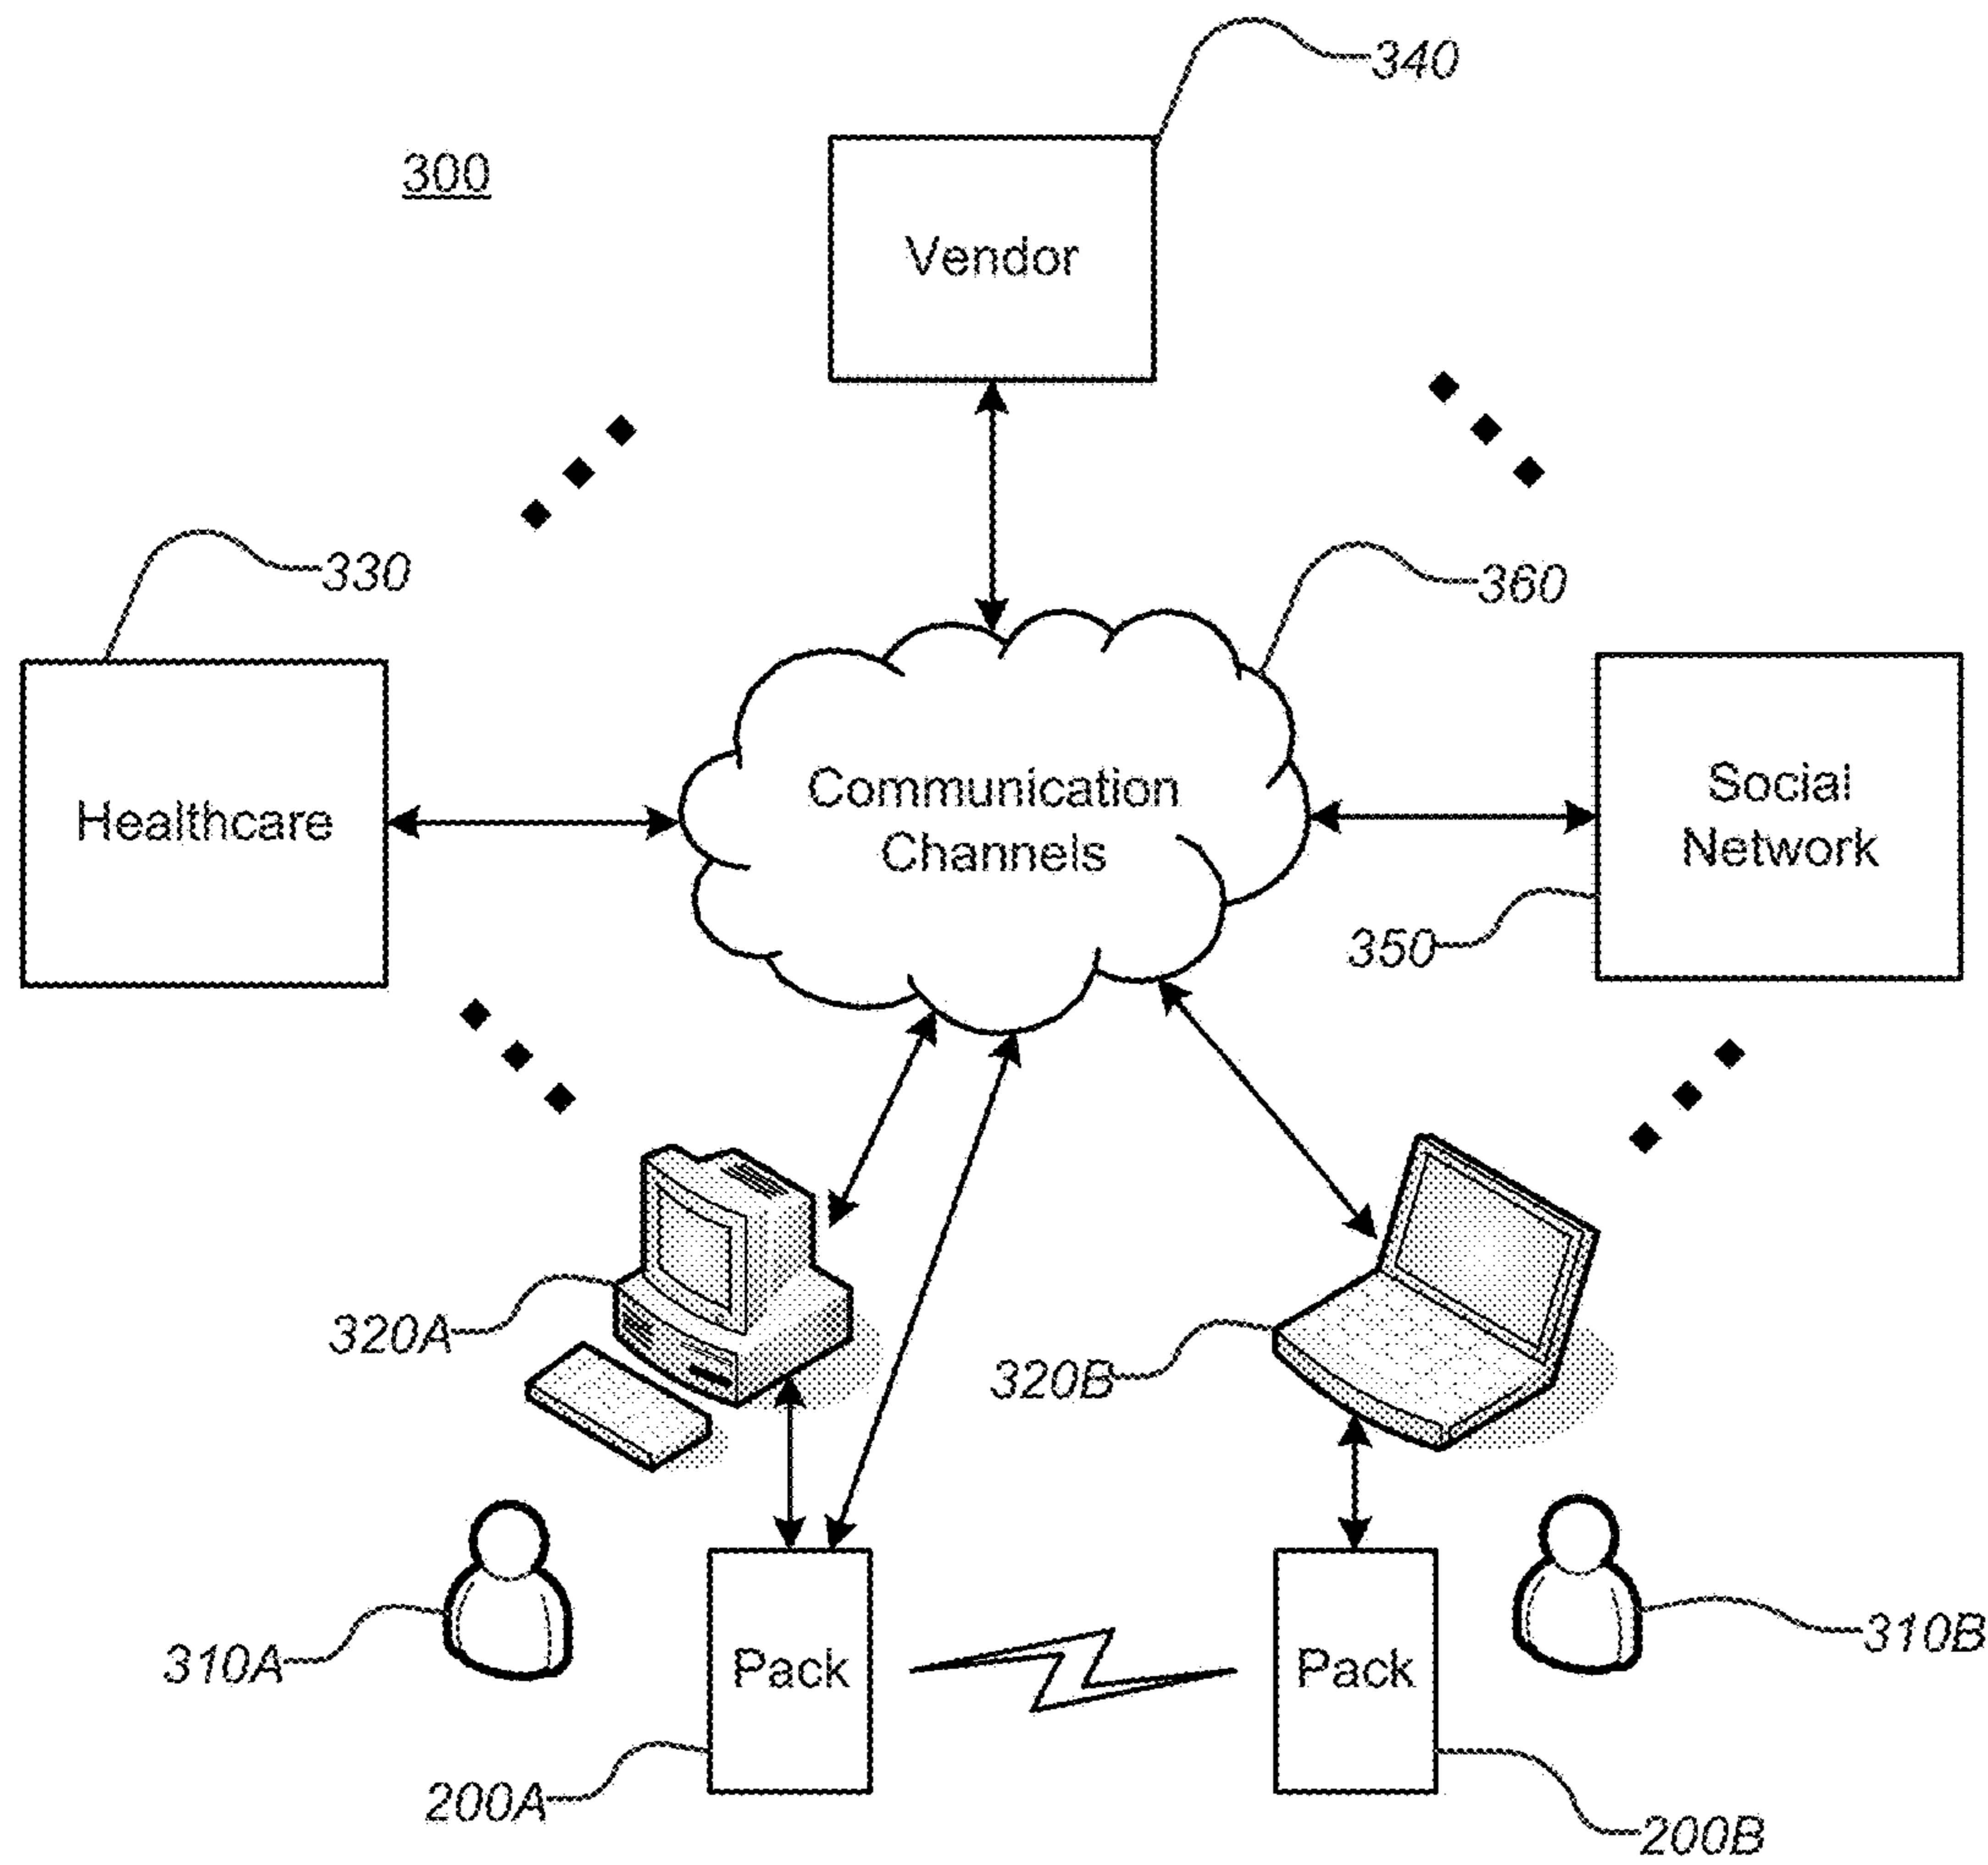 340
300
Vendor
330
360
Healthcare
Communication
Channels
Social
Network
350
320A
320B
310A
Pack
Pack
310B
200A
200B